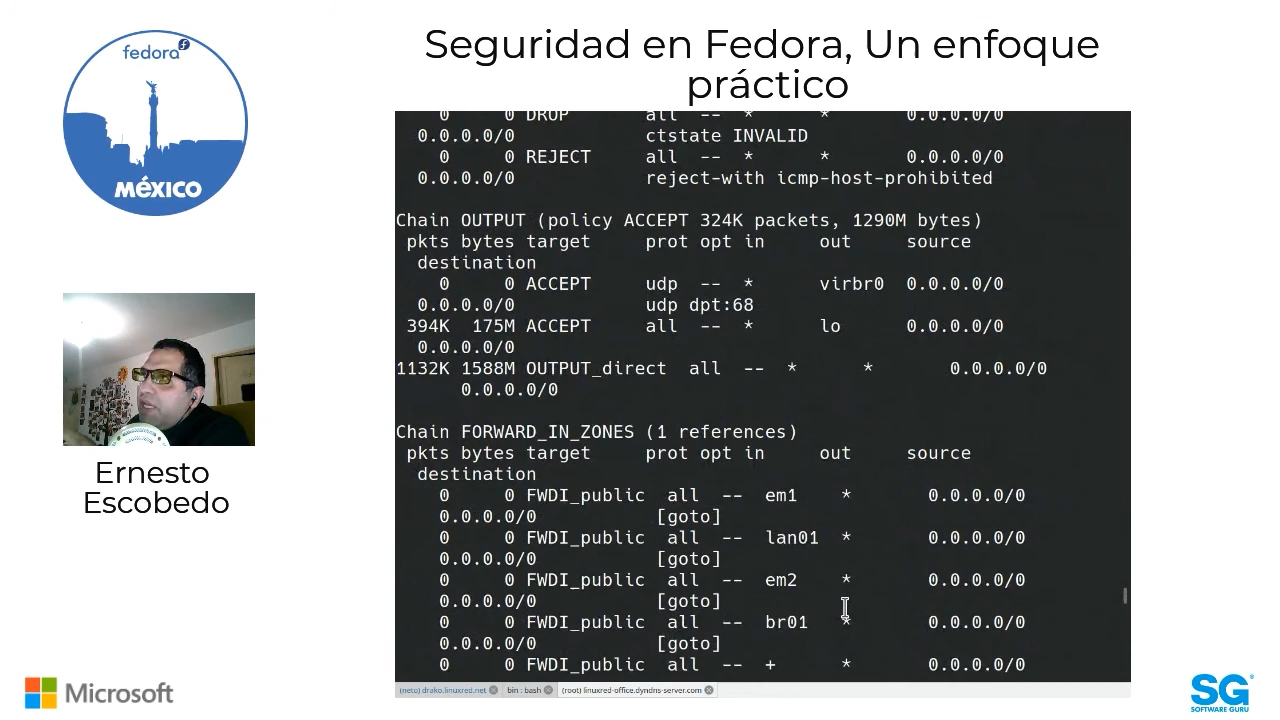 fedora
MéXICO
Seguridad en Fedora, Un enfoque
práctico
0 0 DROP all -- * * 0.0.0.0/0
0.0.0.0/0 ctstate INVALID
0 0 REJECT all -- * * 0.0.0.0/0
0.0.0.0/0 reject-with icmp-host-prohibited
Chain OUTPUT (policy ACCEPT 324K packets, 1290M bytes)
pkts bytes target prot opt in out source
destination
0 0 ACCEPT udp -- * virbr0 0.0.0.0/0
0.0.0.0/0 udp dpt:68
394K 175M ACCEPT all -- * lo 0.0.0.0/0
0.0.0.0/0
1132K 1588M OUTPUT_direct all -- * * 0.0.0.0/0
0.0.0.0/0
Chain FORWARD_IN_ZONES (1 references)
pkts bytes target prot opt in out source
destination
0 0 FWDI_public all -- em1 * 0.0.0.0/0
0.0.0.0/0 [goto]
0 0 FWDI_public all -- lan01 * 0.0.0.0/0
0.0.0.0/0 [goto]
0 0 FWDI_public all -- em2 * 0.0.0.0/0
0.0.0.0/0 [goto]
0 0 FWDI_public all -- br01 * 0.0.0.0/0
0.0.0.0/0 [goto]
0 0 FWDI_public all -- + * 0.0.0.0/0
(neto) drako.linuxred.net bin : bash (root) linuxred-office.dyndns-server.com
Ernesto
Escobedo
Microsoft
SG
SOFTWARE GURU